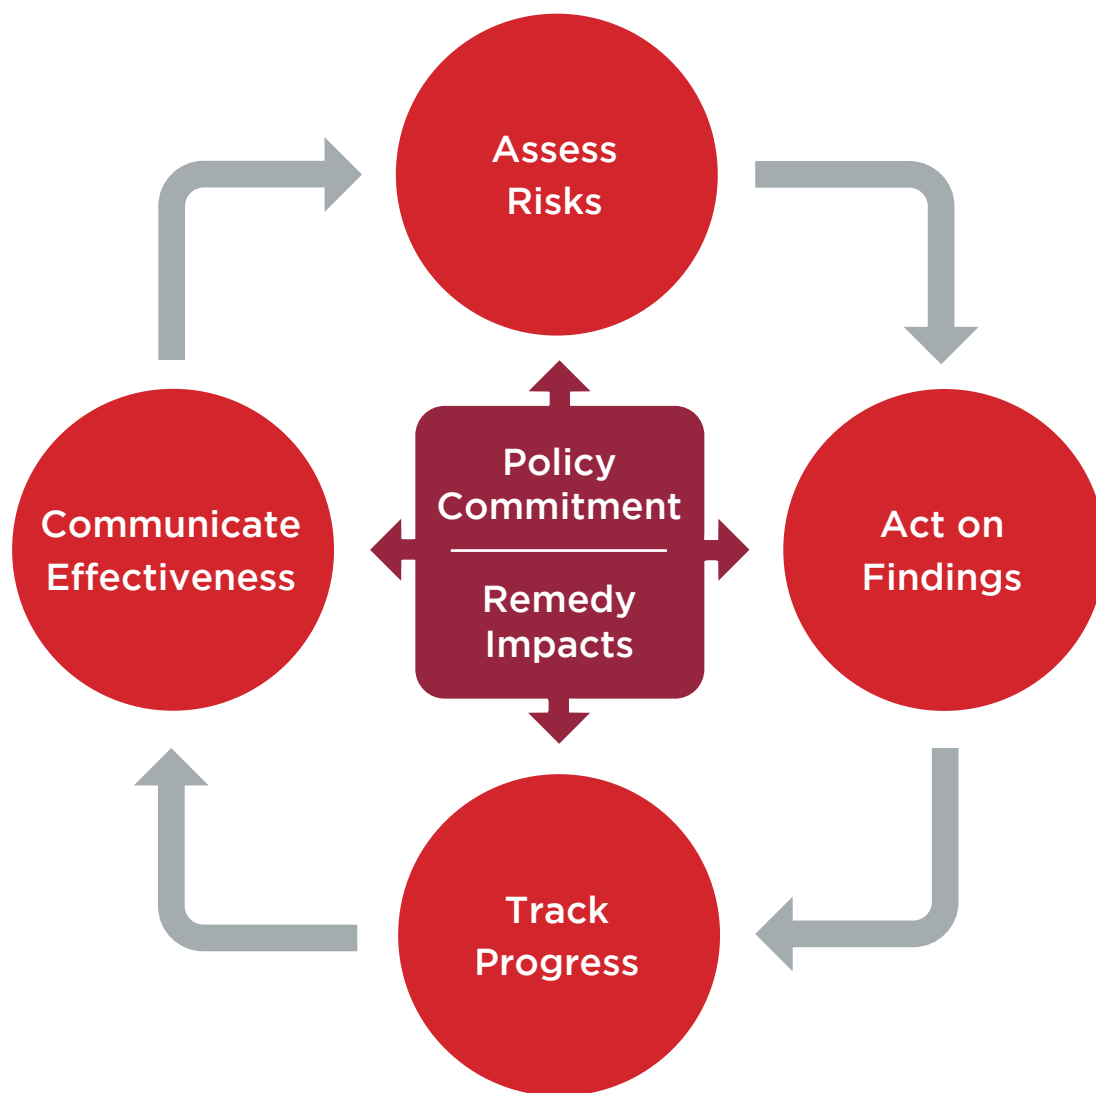 Assess
Risks
Policy
Commitment
Remedy
Impacts
Communicate
Effectiveness
Act on
Findings
Track
Progress